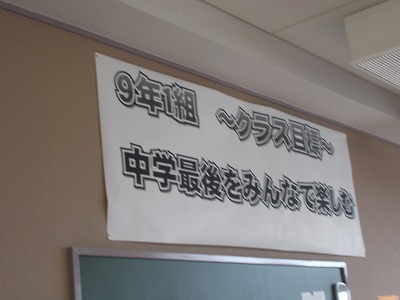 9年1組 ～クラス目標～
中学最後をみんなで楽しむ